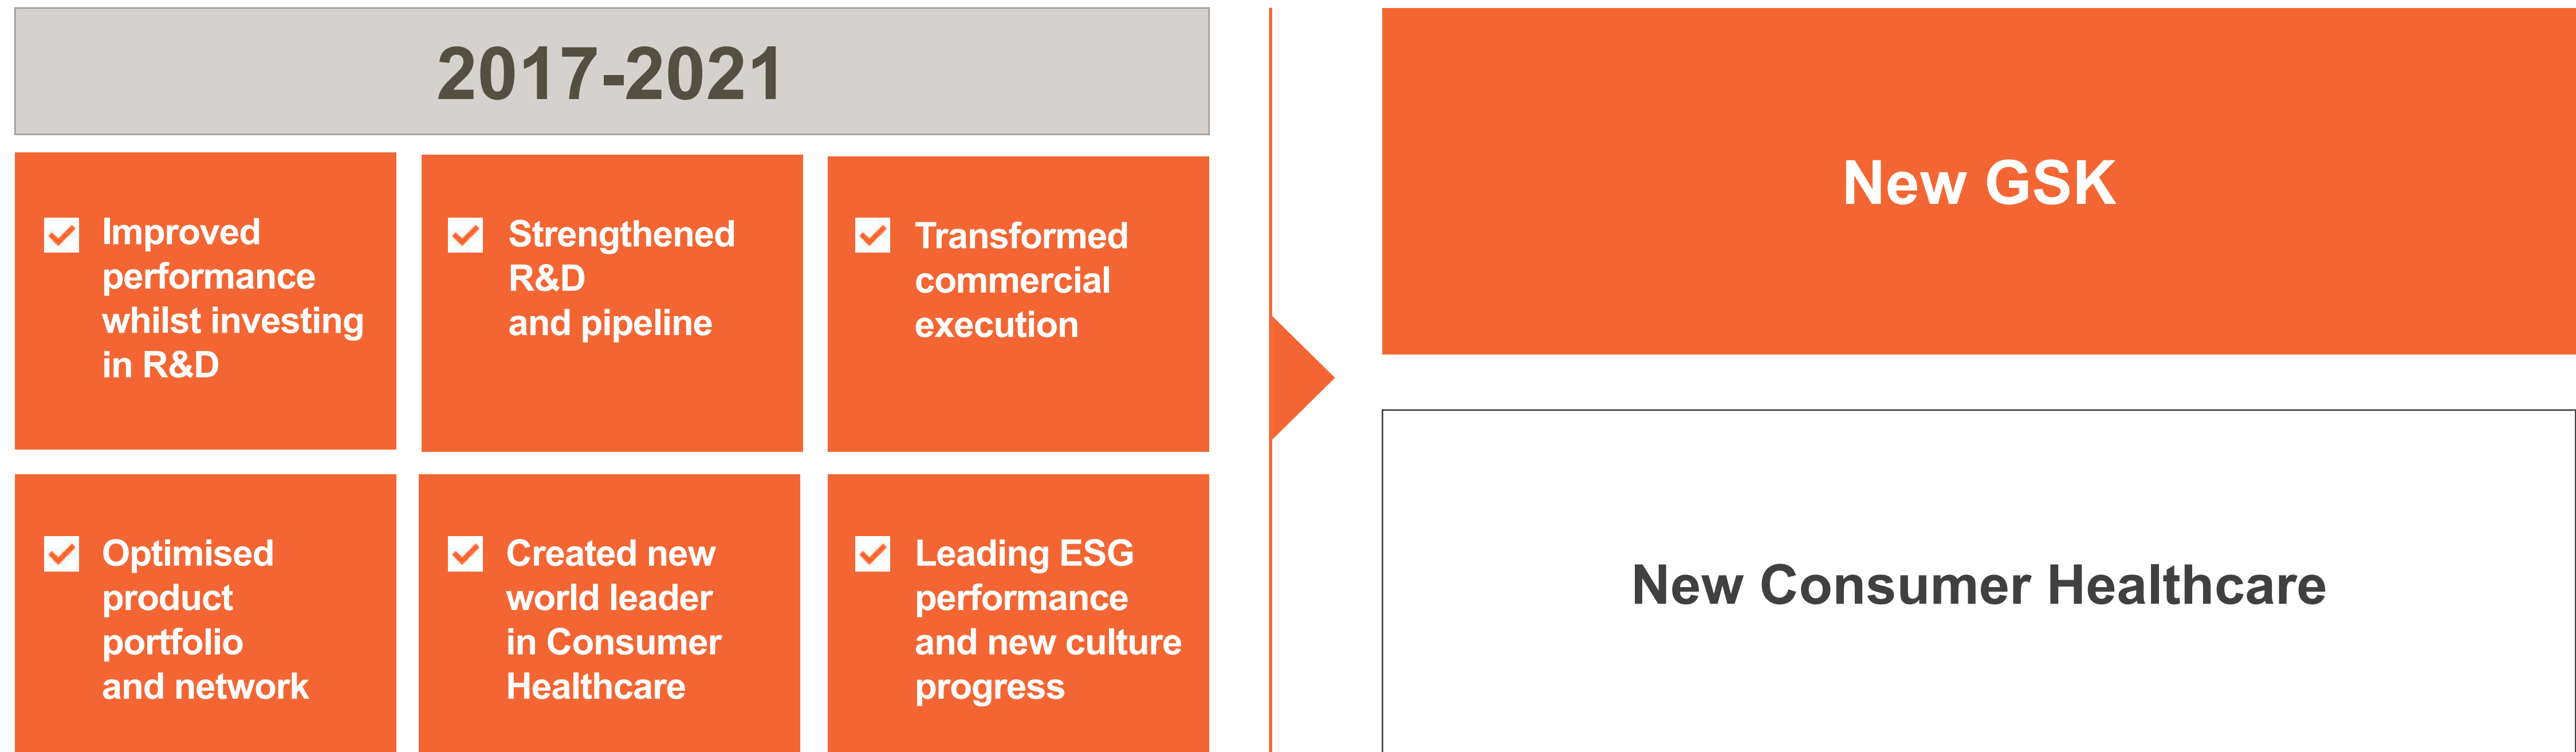 2017-2021
Improved
performance
whilst investing
in R&D
Strengthened
R&D
and pipeline
Transformed
commercial
execution
Optimised
product
portfolio
and network
Created new
world leader
in Consumer
Healthcare
Leading ESG
performance
and new culture
progress
New GSK
New Consumer Healthcare